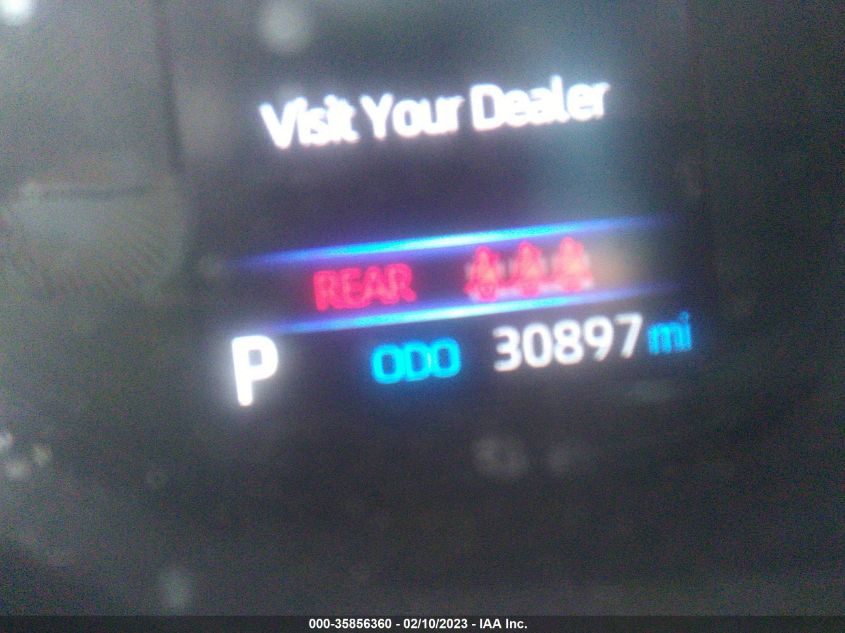 Visit Your Dealer
REAR
P ODO 30897 mi
000-35856360 - 02/10/2023 - IAA Inc.